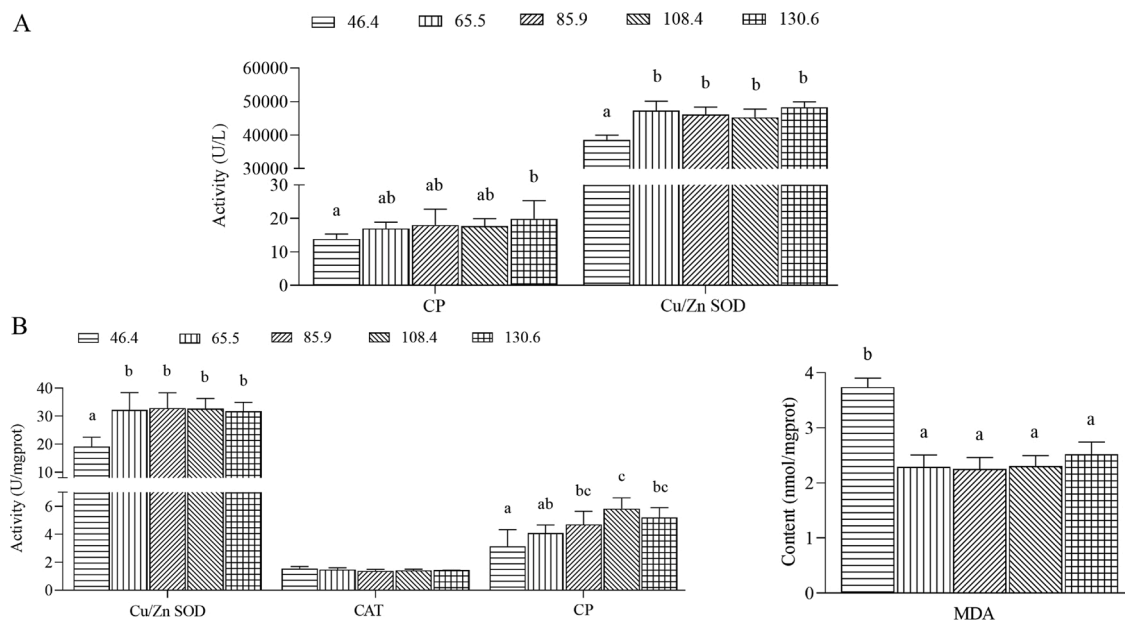 A
46.4 65.5 85.9 108.4 130.6
Activity (U/L)
60000
50000
40000
30000
30
20
10
0
a ab ab ab b
a b b b b
CP Cu/Zn SOD
B
46.4 65.5 85.9 108.4 130.6
Activity (U/mgprot)
40
30
20
10
6
4
2
0
a b b b b
a ab bc c bc
Cu/Zn SOD CAT CP
Content (nmol/mgprot)
4
3
2
1
0
b a a a a
MDA